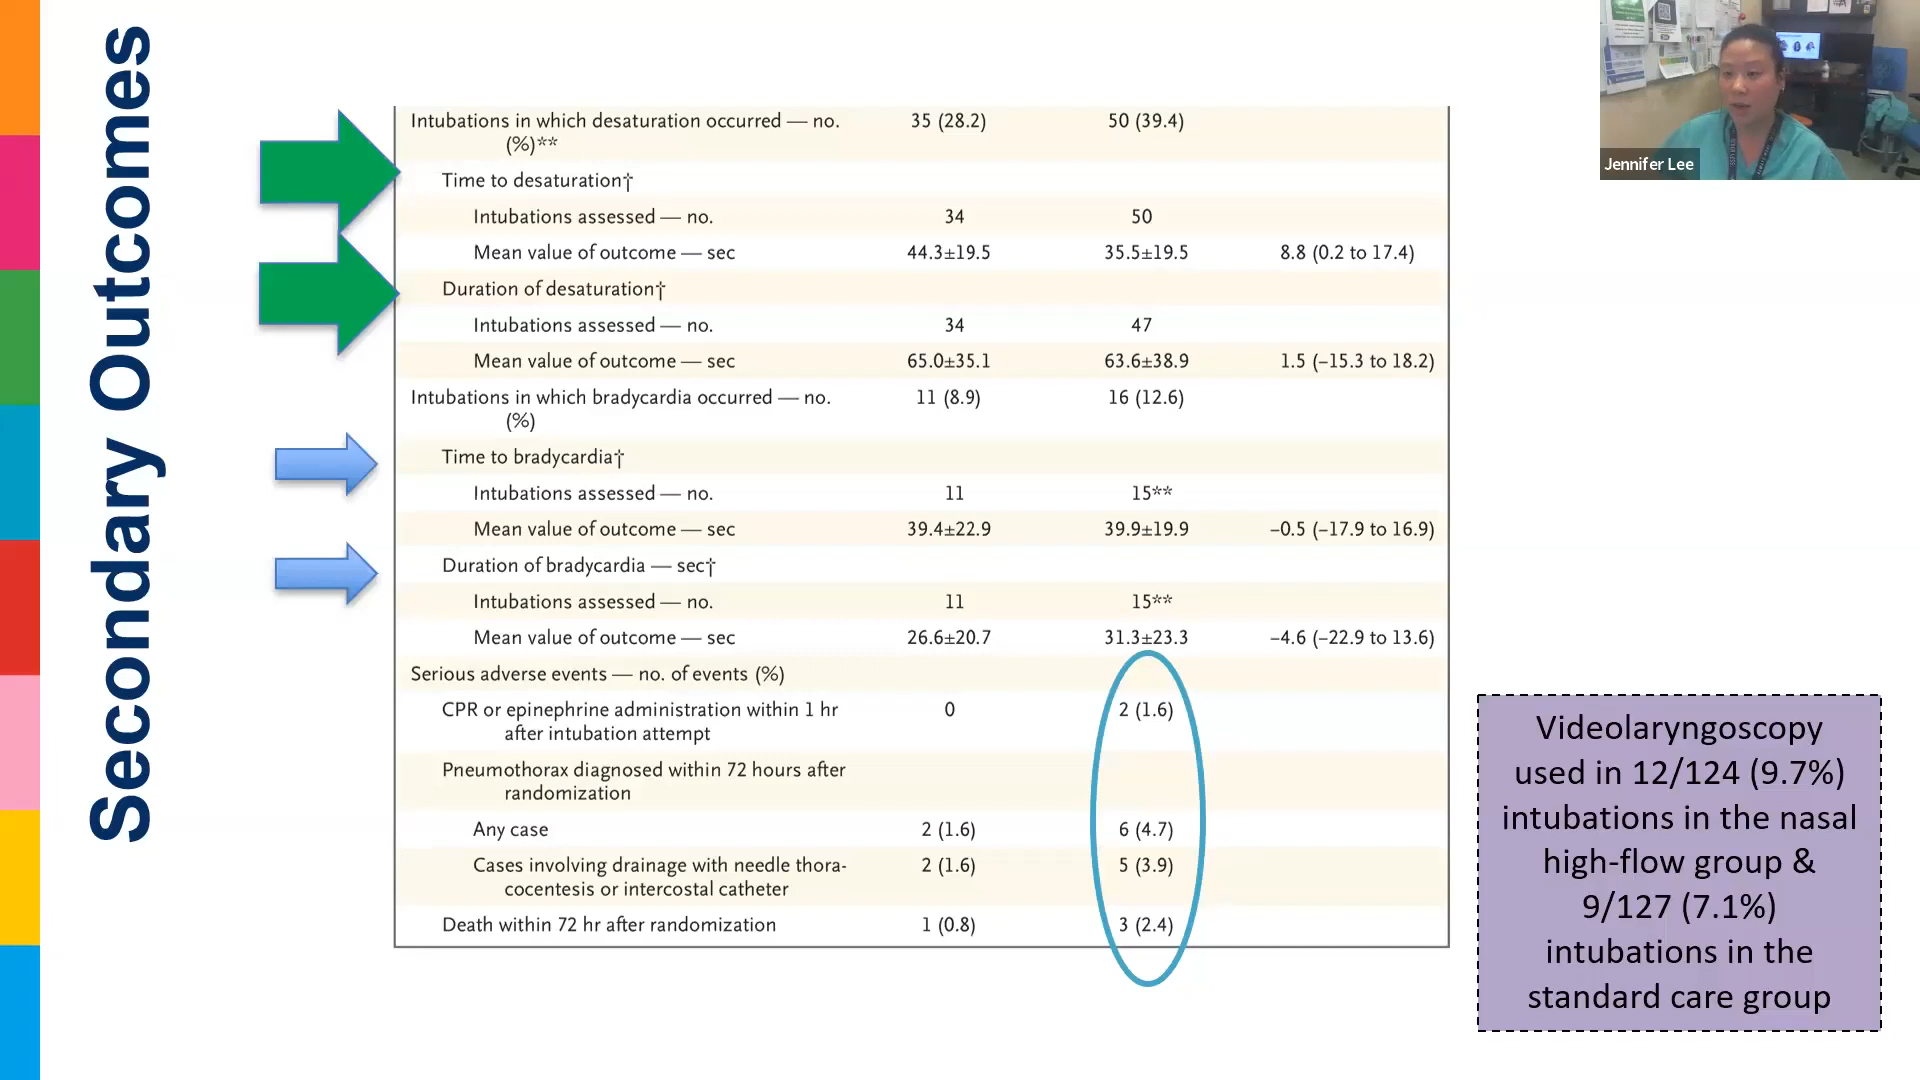 Secondary Outcomes
Intubations in which desaturation occurred — no. 35 (28.2) 50 (39.4)
(%)**
Time to desaturation†
Intubations assessed — no. 34 50
Mean value of outcome — sec 44.3±19.5 35.5±19.5 8.8 (0.2 to 17.4)
Duration of desaturation†
Intubations assessed — no. 34 47
Mean value of outcome — sec 65.0±35.1 63.6±38.9 1.5 (–15.3 to 18.2)
Intubations in which bradycardia occurred — no. 11 (8.9) 16 (12.6)
(%)
Time to bradycardia†
Intubations assessed — no. 11 15**
Mean value of outcome — sec 39.4±22.9 39.9±19.9 –0.5 (–17.9 to 16.9)
Duration of bradycardia — sec†
Intubations assessed — no. 11 15**
Mean value of outcome — sec 26.6±20.7 31.3±23.3 –4.6 (–22.9 to 13.6)
Serious adverse events — no. of events (%)
CPR or epinephrine administration within 1 hr 0 2 (1.6)
after intubation attempt
Pneumothorax diagnosed within 72 hours after
randomization
Any case 2 (1.6) 6 (4.7)
Cases involving drainage with needle thora- 2 (1.6) 5 (3.9)
cocentesis or intercostal catheter
Death within 72 hr after randomization 1 (0.8) 3 (2.4)
Jennifer Lee
Videolaryngoscopy
used in 12/124 (9.7%)
intubations in the nasal
high-flow group &
9/127 (7.1%)
intubations in the
standard care group